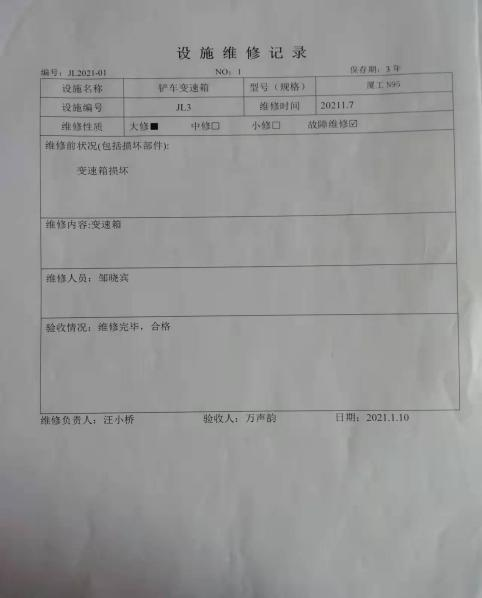 设施维修记录
编号：JL2021-01 NO：1 保存期：3 年
设施名称 铲车变速箱 型号（规格） 厦工 N95
设施编号 JL3 维修时间 20211.7
维修性质 大修■ 中修□ 小修□ 故障维修☑
维修前状况(包括损坏部件):
变速箱损坏
维修内容:变速箱
维修人员：邹晓宾
验收情况：维修完毕，合格
维修负责人：汪小桥 验收人：万声韵 日期：2021.1.10